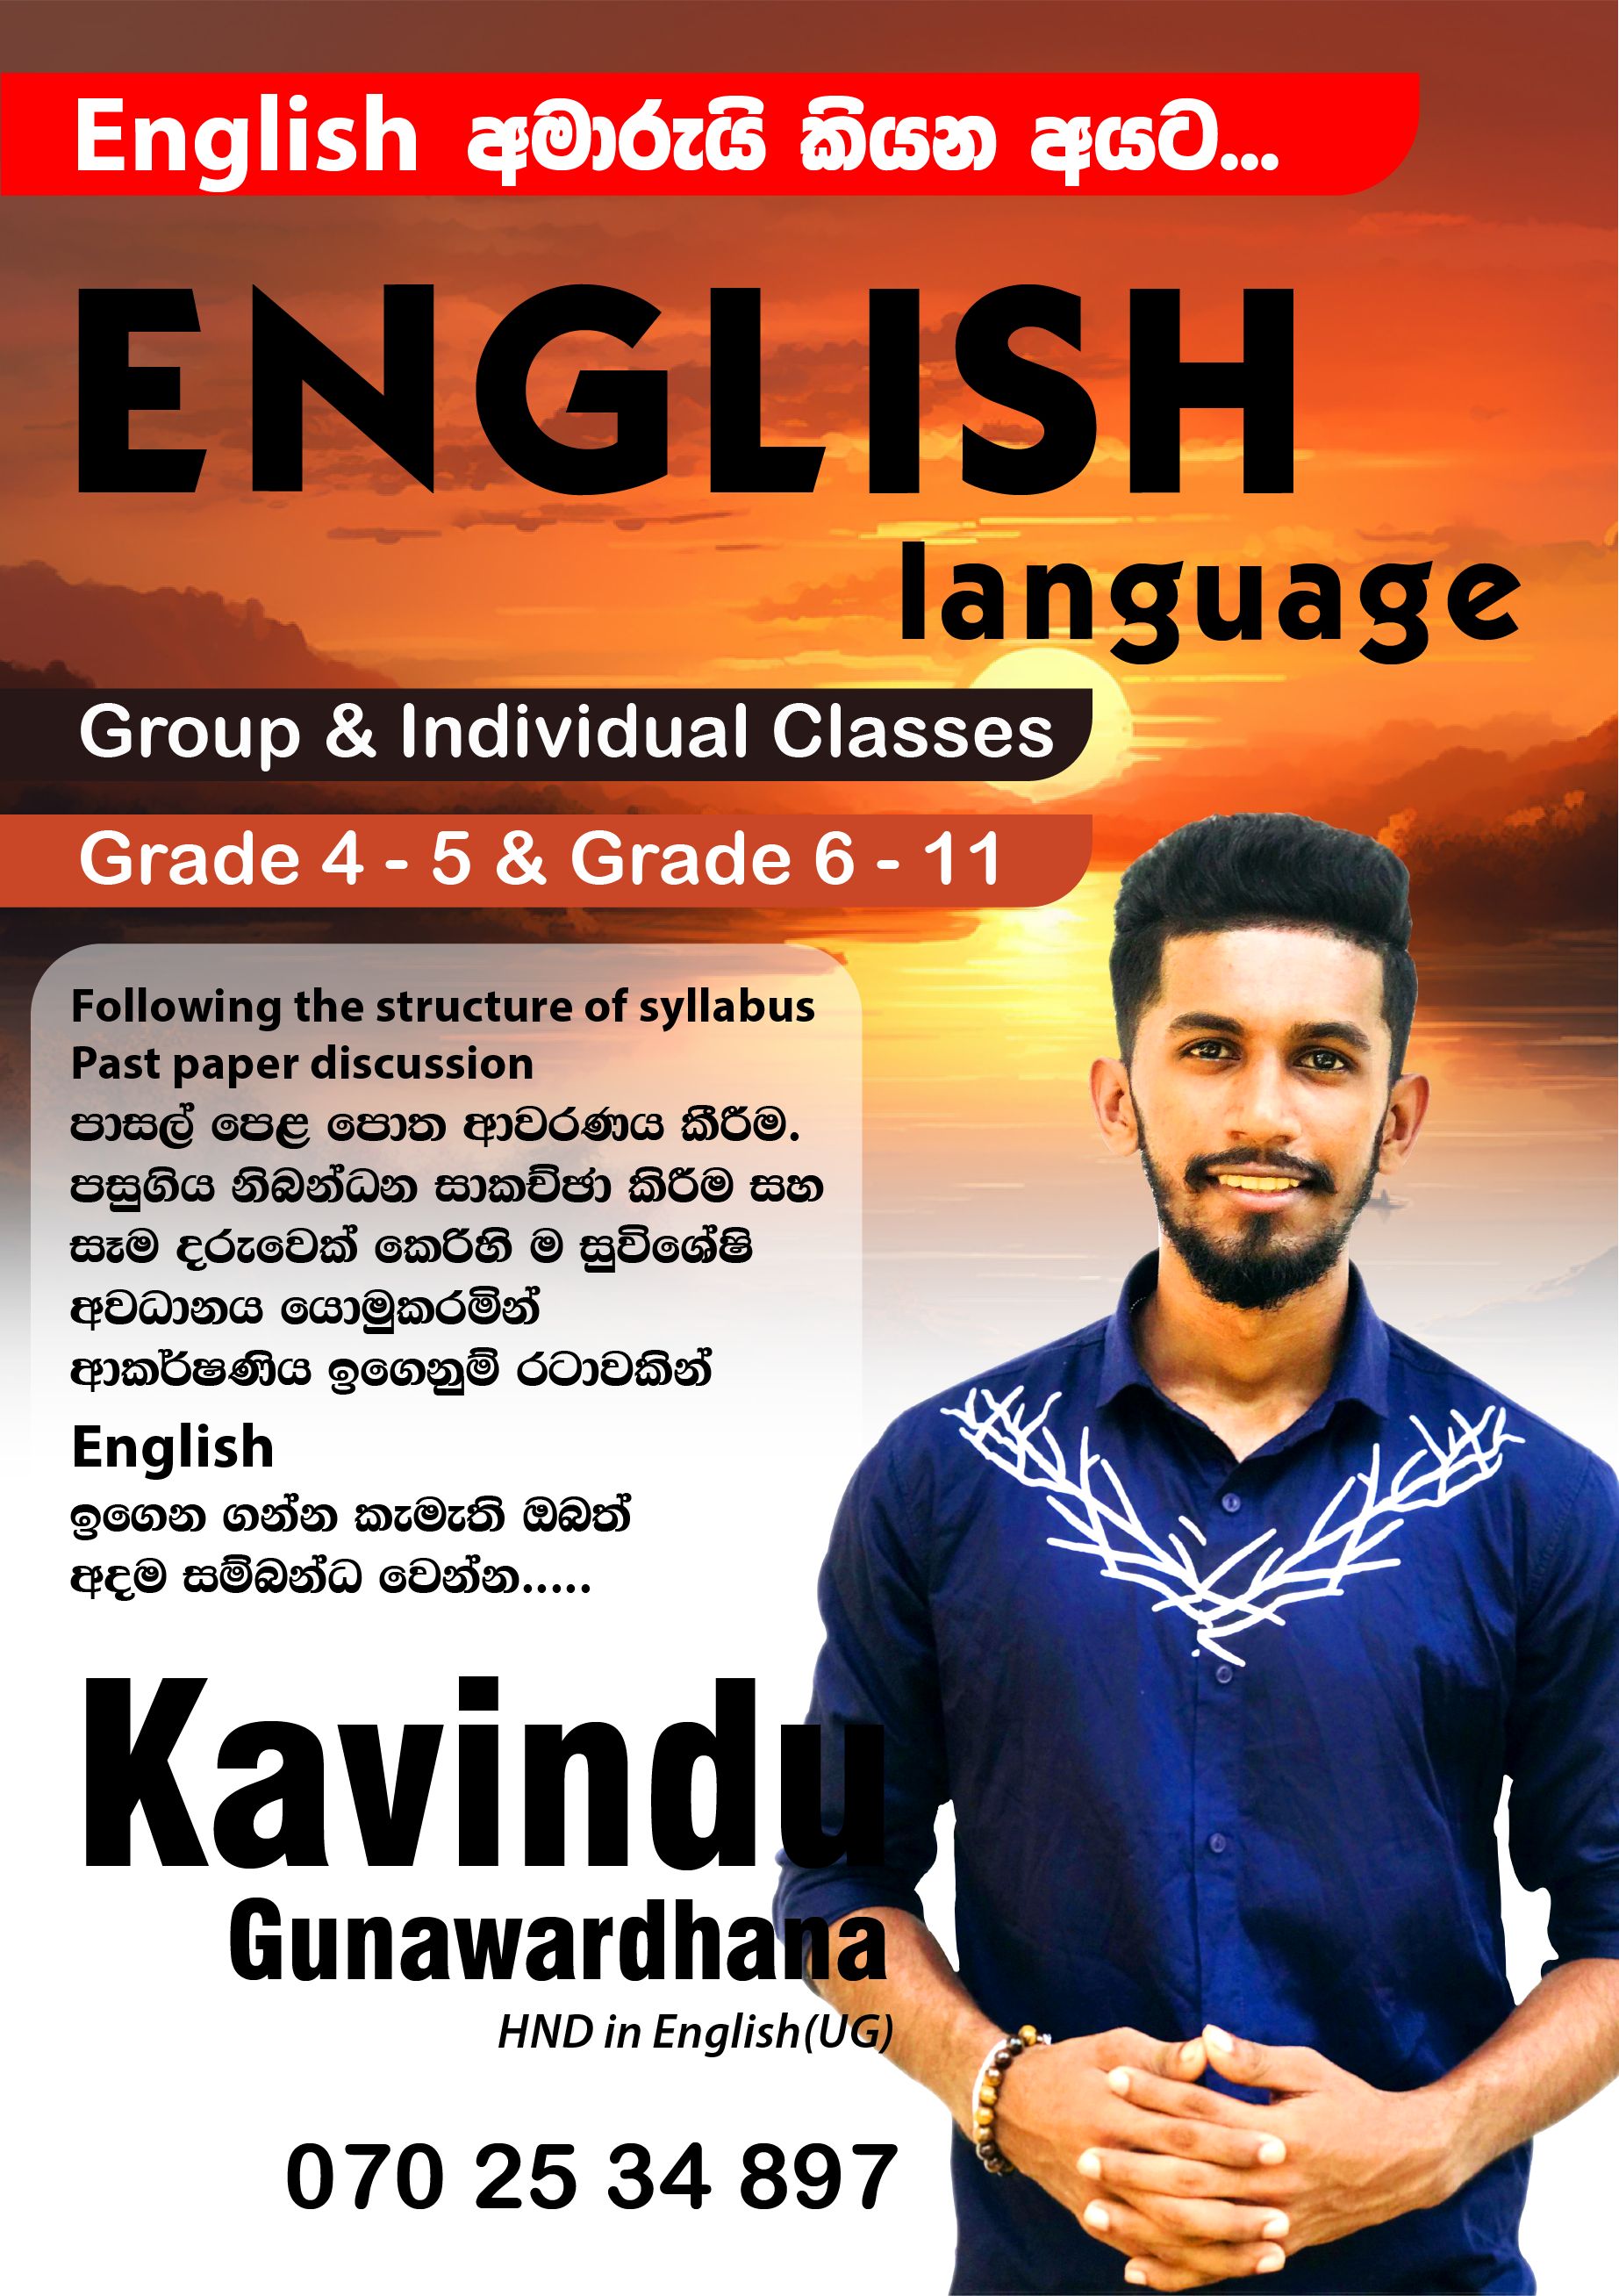 English අමාරුයි කියන අයට...
ENGLISH
language
Group & Individual Classes
Grade 4 - 5 & Grade 6 - 11
Following the structure of syllabus
Past paper discussion
පාසල් පෙළ පොත ආවරණය කීරීම.
පසුගිය නිබන්ධන සාකච්ඡා කිරීම සහ
සෑම දරුවෙක් කෙරිහි ම සුවිශේෂි
අවධානය යොමුකරමින්
ආකර්ෂණිය ඉගෙනුම් රටාවකින්
English
ඉගෙන ගන්න කැමැති ඔබත්
අදම සම්බන්ධ වෙන්න.....
Kavindu
Gunawardhana
HND in English(UG)
070 25 34 897